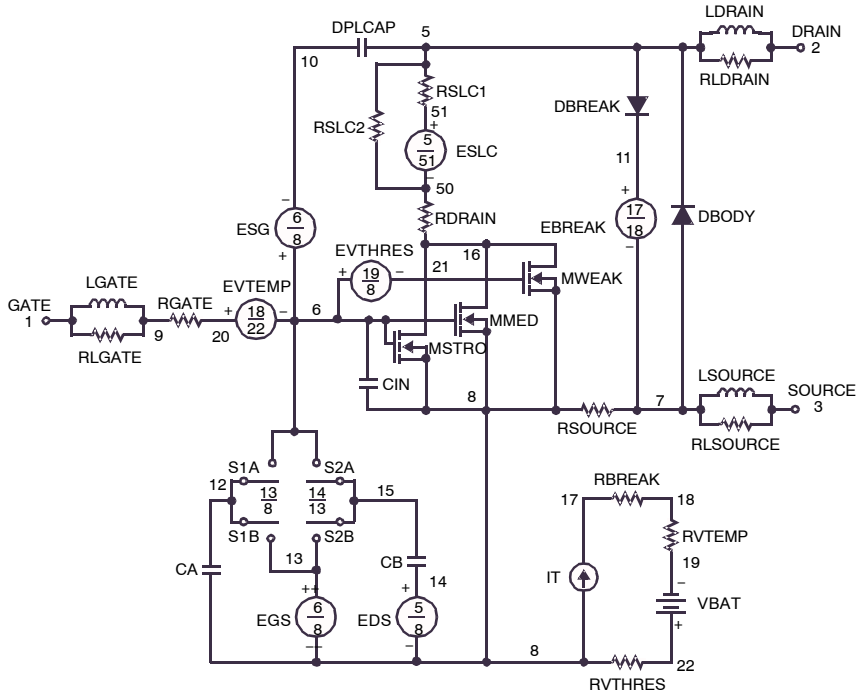 LDRAIN
DPLCAP
5
DRAIN
2
10
RLDRAIN
RSLC1
DBREAK
51
+
RSLC2
5
51
ESLC
11
−
50
−
+
RDRAIN
6
8
ESG
17
18
EBREAK
DBODY
+
−
EVTHRES
16
21
+
19
8
−
MWEAK
LGATE
EVTEMP
GATE
1
RGATE
+
18
22
−
6
MMED
9
20
RLGATE
MSTRO
CIN
LSOURCE
8
7
SOURCE
3
RSOURCE
RLSOURCE
S1A
S2A
12
13
8
14
13
15
RBREAK
17
18
S1B
S2B
RVTEMP
13
CB
19
CA
14
IT
−
++
+
VBAT
EGS
6
8
EDS
5
8
+
−−
−
8
22
RVTHRES